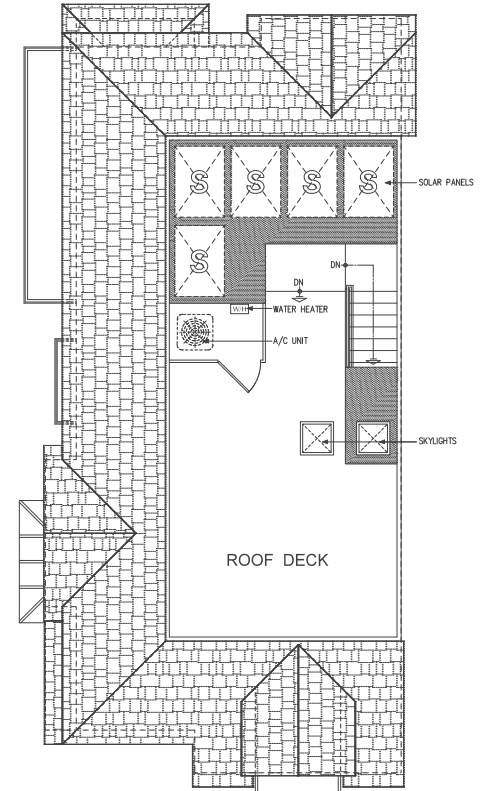 S S S S
SOLAR PANELS
S
DN
DN
W/H
WATER HEATER
A/C UNIT
SKYLIGHTS
ROOF DECK